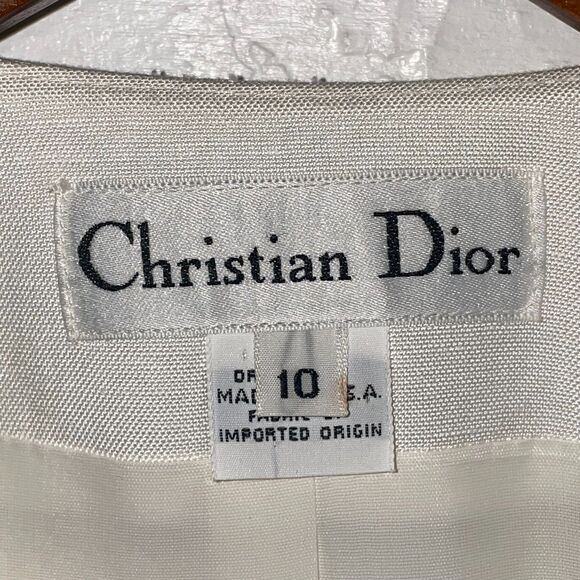 Christian Dior
10
S.A.
IMPORTED ORIGIN